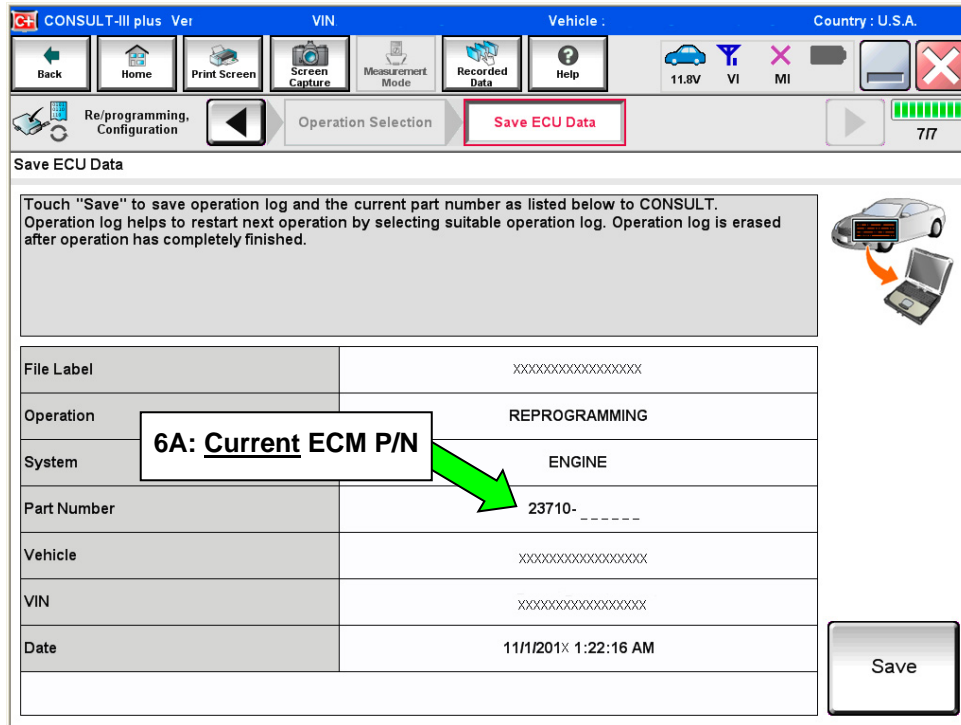 C+ CONSULT-III plus Ver VIN. Vehicle : Country : U.S.A.
Back Home Print Screen Screen Capture Measurement Mode Recorded Data ? Help 11.8V VI MI
Re/programming, Configuration Operation Selection Save ECU Data 7/7
Save ECU Data
Touch "Save" to save operation log and the current part number as listed below to CONSULT.
Operation log helps to restart next operation by selecting suitable operation log. Operation log is erased
after operation has completely finished.
File Label XXXXXXXXXXXXXXXXX
Operation REPROGRAMMING
6A: Current ECM P/N
System ENGINE
Part Number 23710-_ _ _ _ _ _
Vehicle XXXXXXXXXXXXXXXXX
VIN XXXXXXXXXXXXXXXXX
Date 11/1/201X 1:22:16 AM
Save